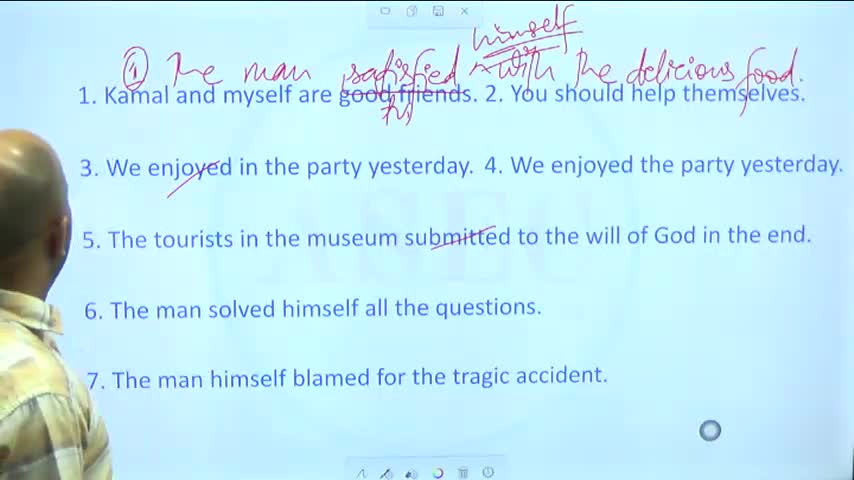 himself
① The man satisfied ^ with the delicious food.
1. Kamal and myself are good friends. 2. You should help themselves.
3. We enjoyed in the party yesterday. 4. We enjoyed the party yesterday.
5. The tourists in the museum submitted to the will of God in the end.
6. The man solved himself all the questions.
7. The man himself blamed for the tragic accident.